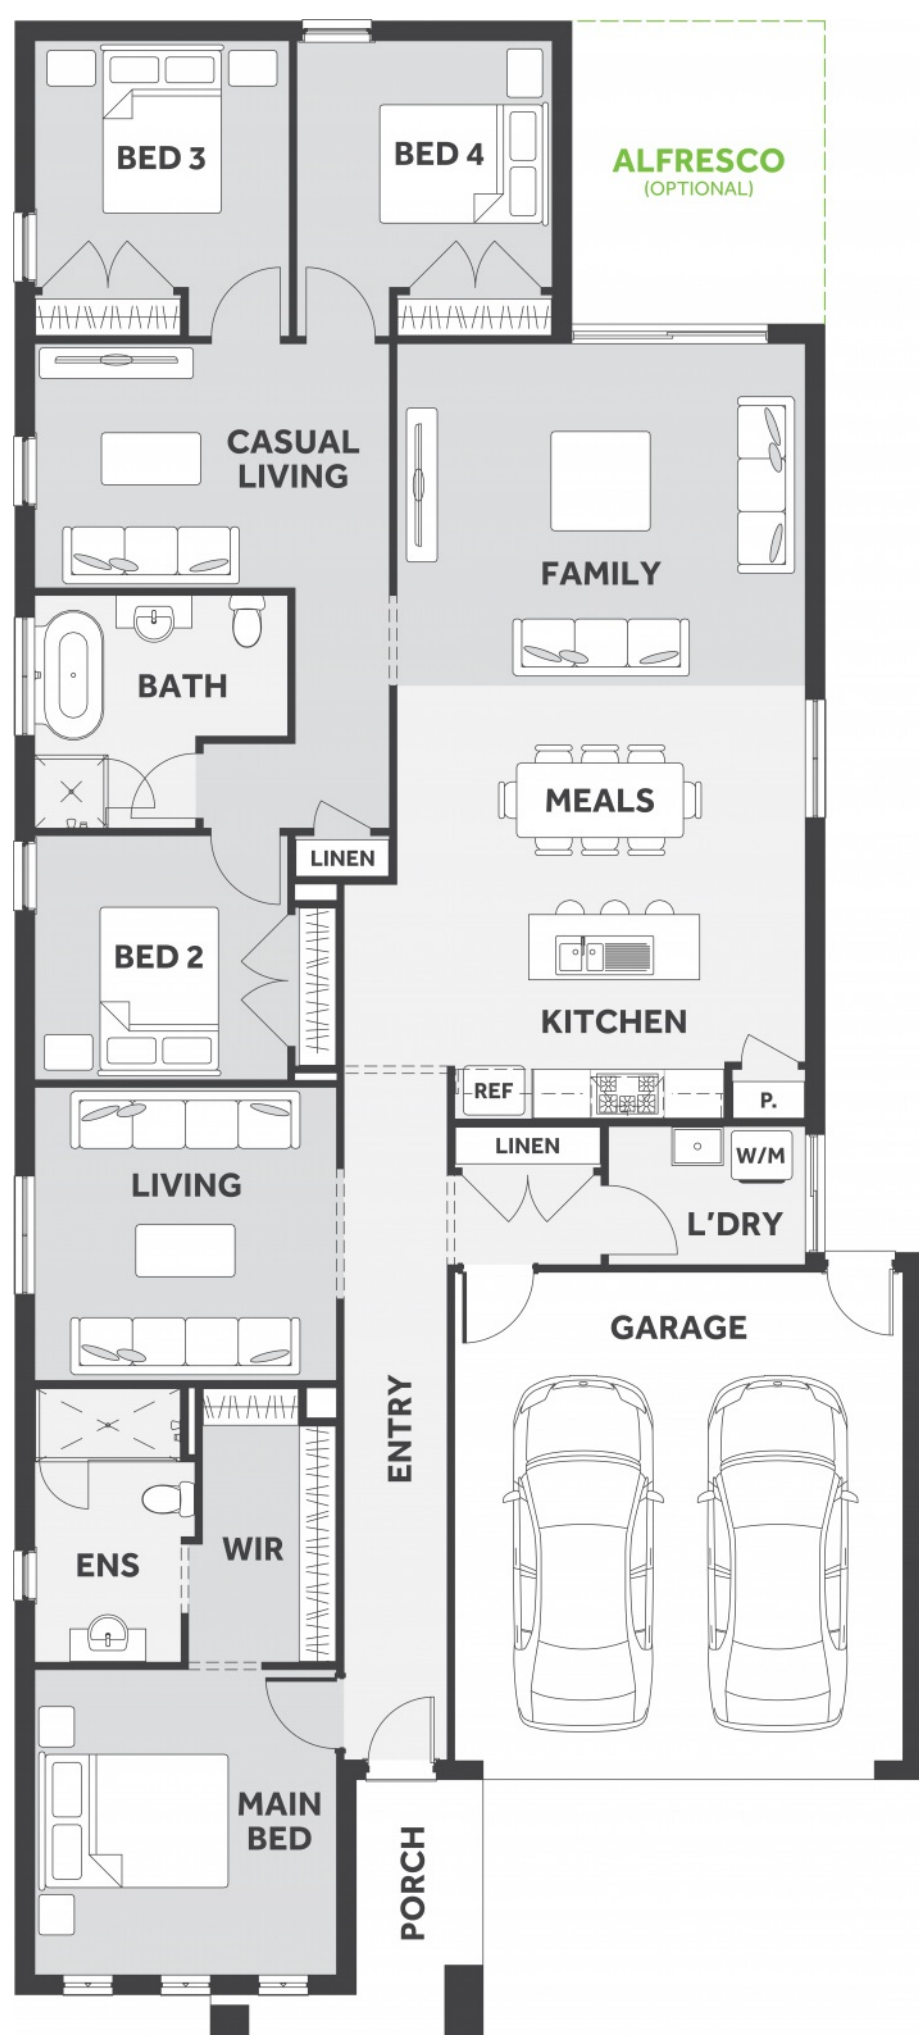 BED 3
BED 4
ALFRESCO
(OPTIONAL)
CASUAL
LIVING
FAMILY
BATH
MEALS
LINEN
BED 2
KITCHEN
REF
P.
LINEN
W/M
LIVING
L'DRY
GARAGE
ENTRY
WIR
ENS
MAIN
BED
PORCH